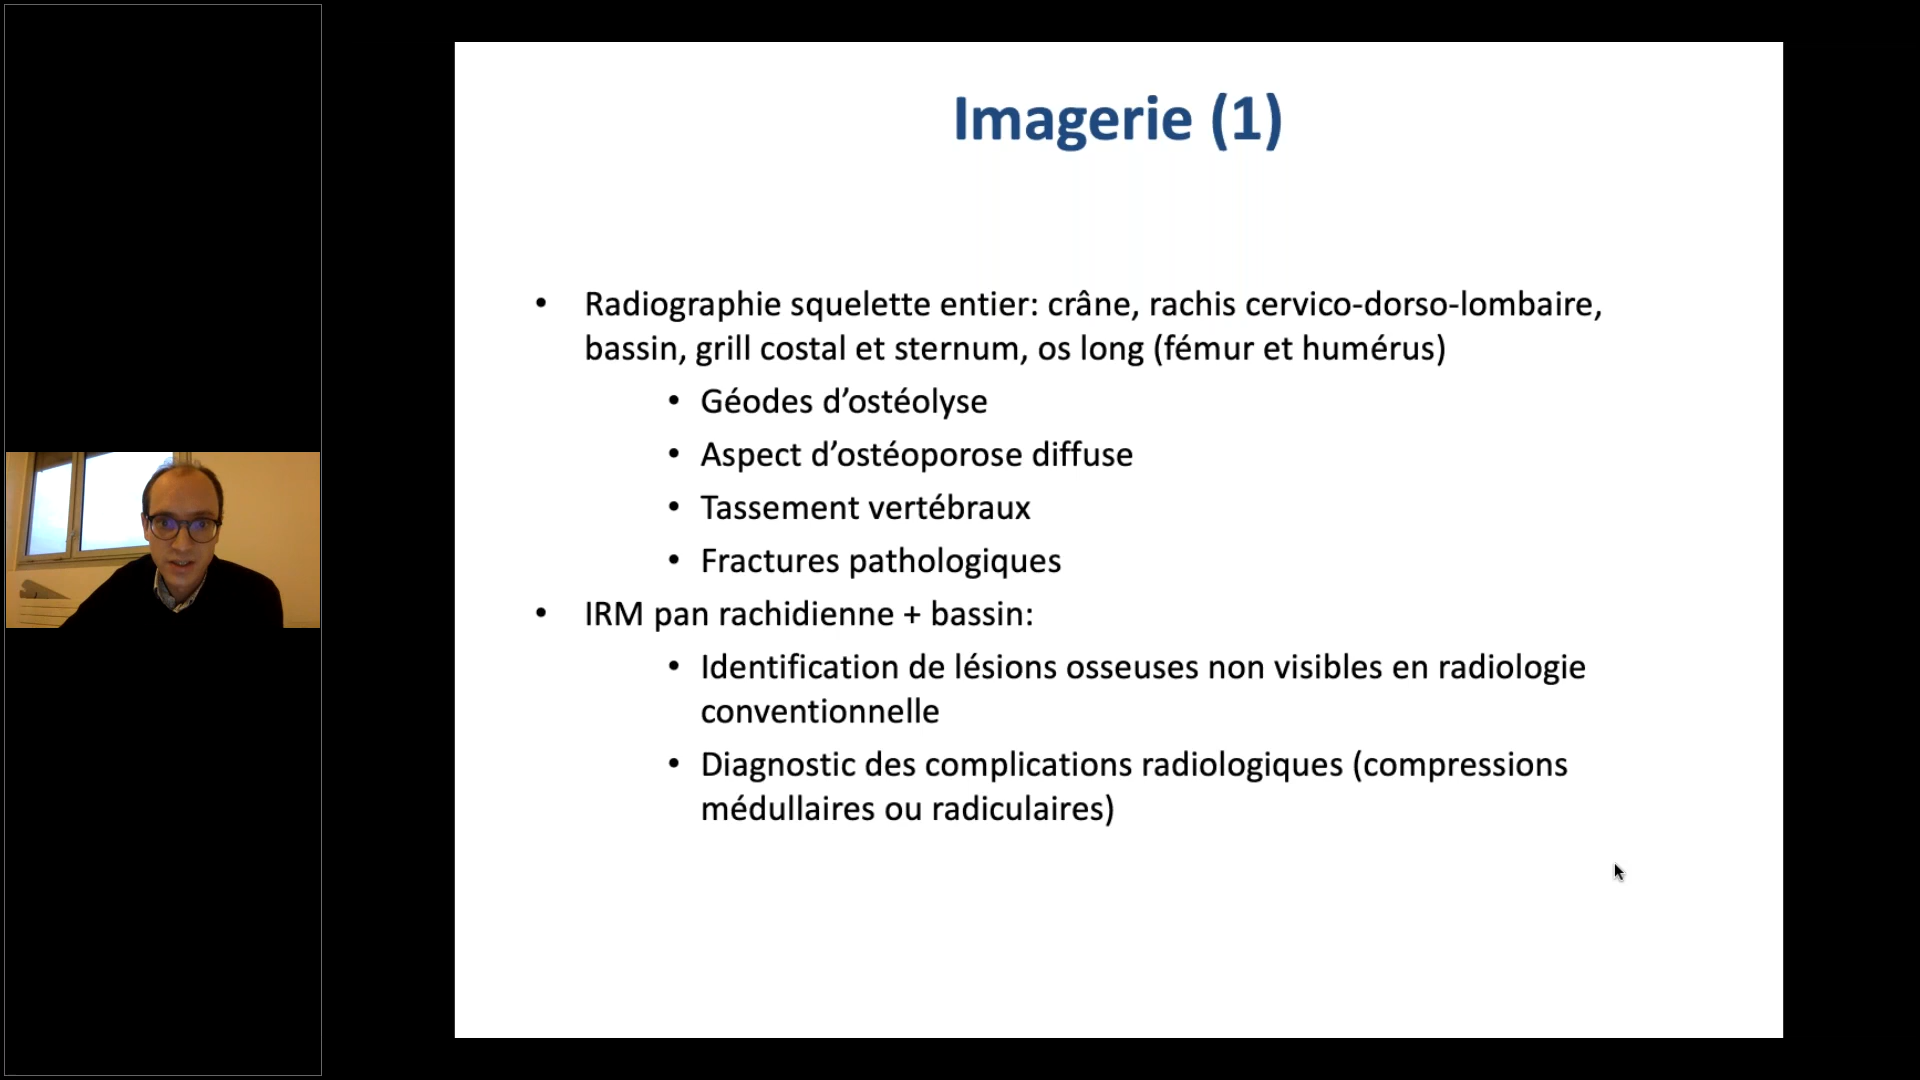 Imagerie (1)
• Radiographie squelette entier: crâne, rachis cervico-dorso-lombaire,
bassin, grill costal et sternum, os long (fémur et humérus)
• Géodes d’ostéolyse
• Aspect d’ostéoporose diffuse
• Tassement vertébraux
• Fractures pathologiques
• IRM pan rachidienne + bassin:
• Identification de lésions osseuses non visibles en radiologie
conventionnelle
• Diagnostic des complications radiologiques (compressions
médullaires ou radiculaires)